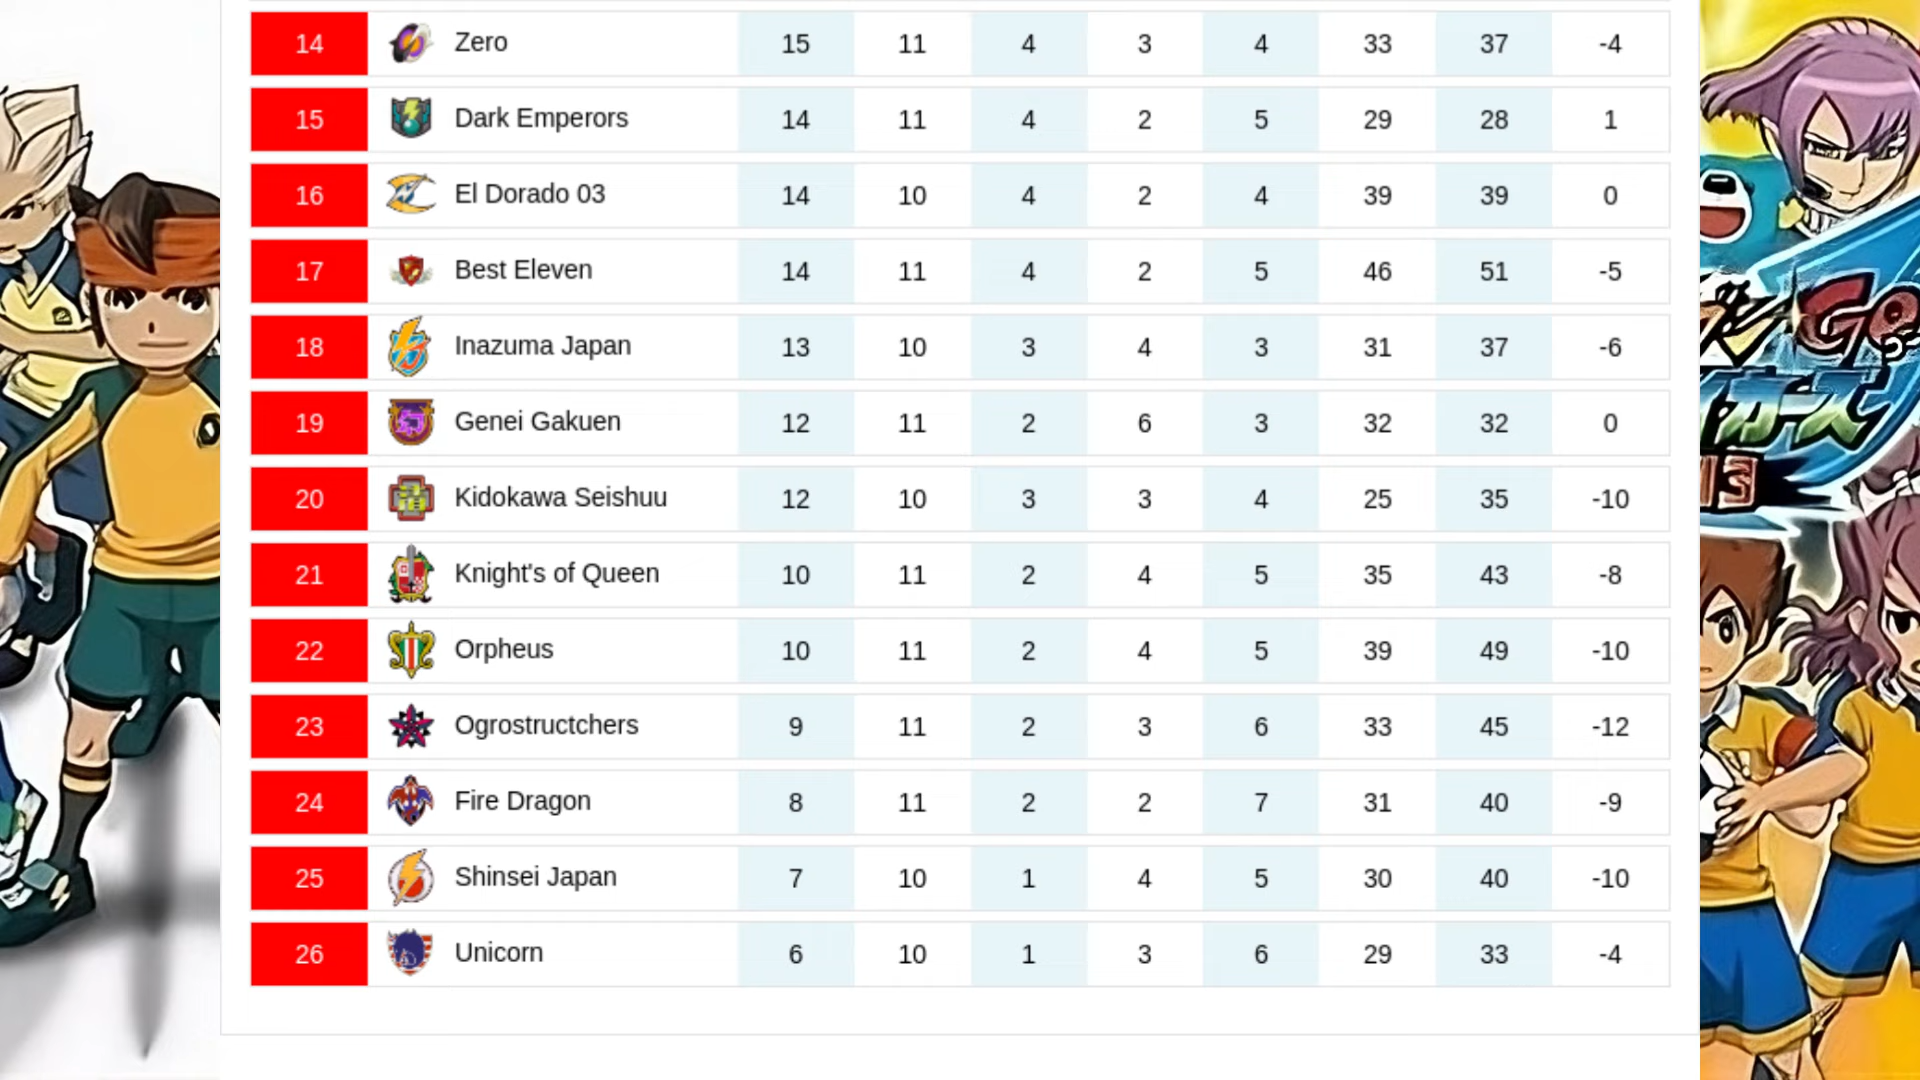 14 Zero 15 11 4 3 4 33 37 -4
15 Dark Emperors 14 11 4 2 5 29 28 1
16 El Dorado 03 14 10 4 2 4 39 39 0
17 Best Eleven 14 11 4 2 5 46 51 -5
18 Inazuma Japan 13 10 3 4 3 31 37 -6
19 Genei Gakuen 12 11 2 6 3 32 32 0
20 Kidokawa Seishuu 12 10 3 3 4 25 35 -10
21 Knight's of Queen 10 11 2 4 5 35 43 -8
22 Orpheus 10 11 2 4 5 39 49 -10
23 Ogrostructchers 9 11 2 3 6 33 45 -12
24 Fire Dragon 8 11 2 2 7 31 40 -9
25 Shinsei Japan 7 10 1 4 5 30 40 -10
26 Unicorn 6 10 1 3 6 29 33 -4
GO
13